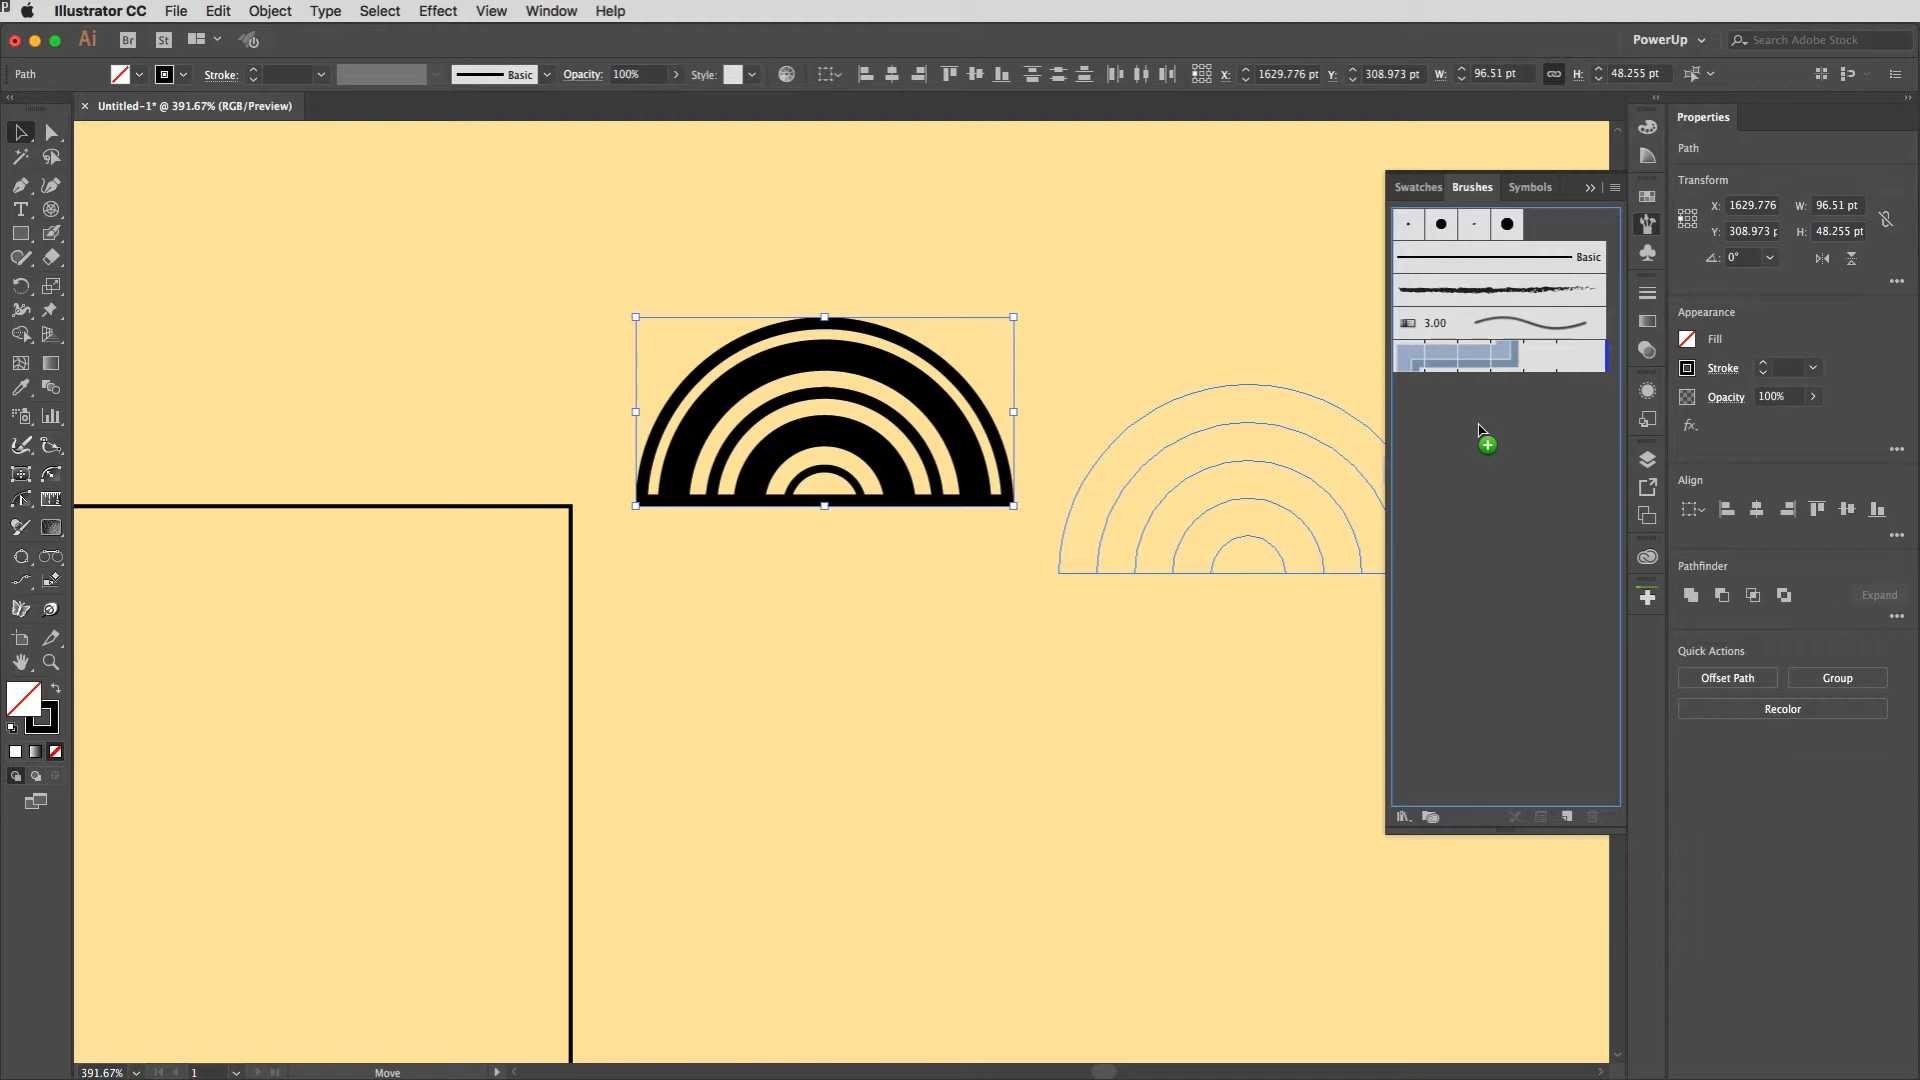 Illustrator CC File Edit Object Type Select Effect View Window Help
Ai Br St PowerUp Search Adobe Stock
Path Stroke: Basic Opacity: 100% Style: X: 1629.776 pt Y: 308.973 pt W: 96.51 pt H: 48.255 pt
Untitled-1* @ 391.67% (RGB/Preview)
Properties
Path
Transform
X: 1629.776 W: 96.51 pt
Y: 308.973 p H: 48.255 pt
0°
Appearance
Fill
Stroke
Opacity 100%
fx.
Align
Pathfinder
Expand
Quick Actions
Offset Path Group
Recolor
Swatches Brushes Symbols
Basic
3.00
391.67% 1 Move